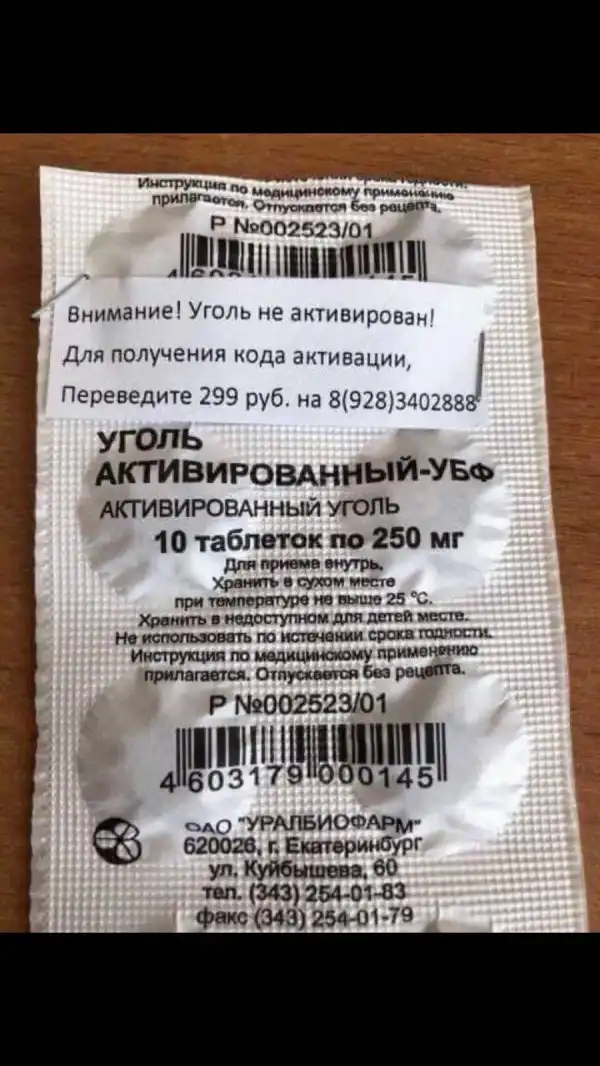 Инструкция по медицинскому применению
прилагается. Отпускается без рецепта.
Р №002523/01
Внимание! Уголь не активирован!
Для получения кода активации,
Переведите 299 руб. на 8(928)3402888
УГОЛЬ
АКТИВИРОВАННЫЙ-УБФ
АКТИВИРОВАННЫЙ УГОЛЬ
10 таблеток по 250 мг
Для приема внутрь.
Хранить в сухом месте
при температуре не выше 25 °С.
Хранить в недоступном для детей месте.
Не использовать по истечении срока годности.
Инструкция по медицинскому применению
прилагается. Отпускается без рецепта.
Р №002523/01
4 603179 000145
ОАО "УРАЛБИОФАРМ"
620026, г. Екатеринбург
ул. Куйбышева, 60
тел. (343) 254-01-83
факс (343) 254-01-79